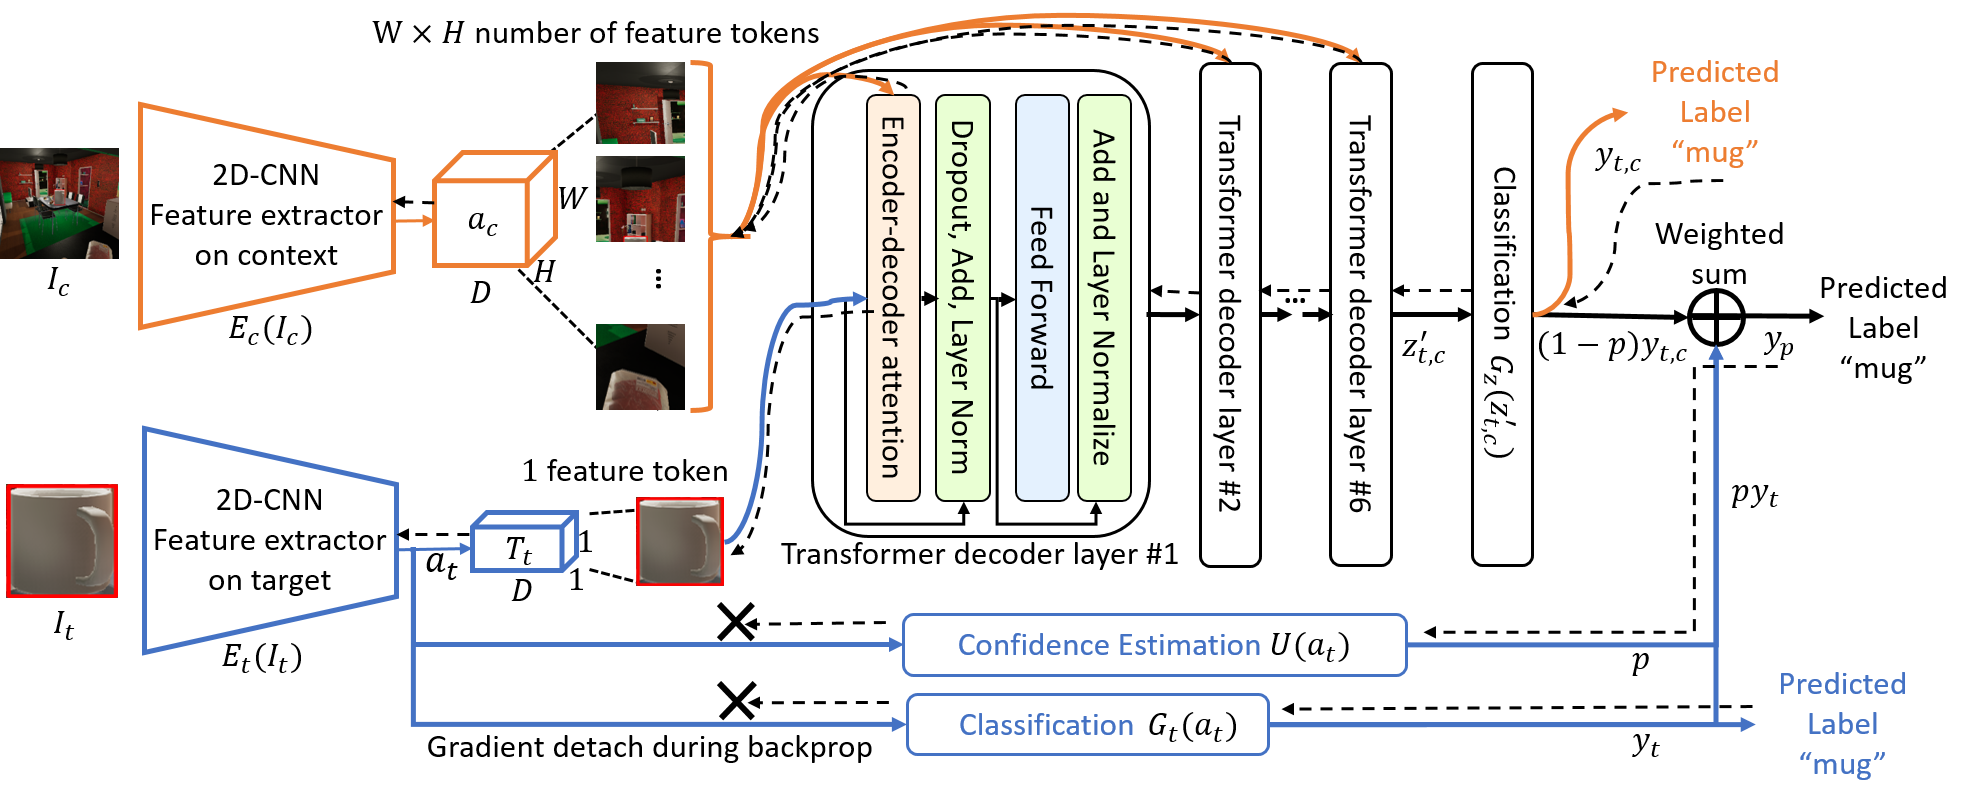 W × H number of feature tokens
2D-CNN
Feature extractor
on context
I_c
E_c(I_c)
a_c
W
H
D
⋮
Encoder-decoder attention
Dropout, Add, Layer Norm
Feed Forward
Add and Layer Normalize
Transformer decoder layer #1
Transformer decoder layer #2
...
Transformer decoder layer #6
z′_{t,c}
Classification G_z(z′_{t,c})
y_{t,c}
Predicted
Label
“mug”
(1 − p)y_{t,c}
Weighted
sum
y_p
Predicted
Label
“mug”
2D-CNN
Feature extractor
on target
I_t
E_t(I_t)
a_t
T_t
1
1
D
1 feature token
Confidence Estimation U(a_t)
p
py_t
Classification G_t(a_t)
y_t
Gradient detach during backprop
Predicted
Label
“mug”